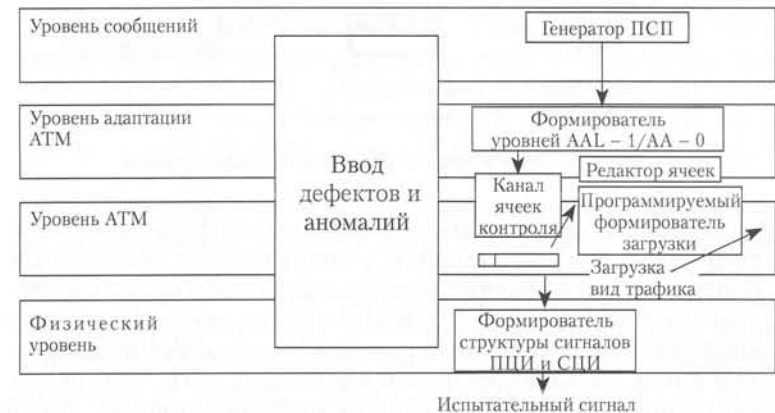 Уровень сообщений
Генератор ПСП
Уровень адаптации
АТМ
Формирователь
уровней AAL – 1/AA – 0
Ввод
дефектов и
аномалий
Редактор ячеек
Канал
ячеек
контроля
Уровень АТМ
Программируемый
формирователь
загрузки
Загрузка
вид трафика
Физический
уровень
Формирователь
структуры сигналов
ПЦИ и СЦИ
Испытательный сигнал